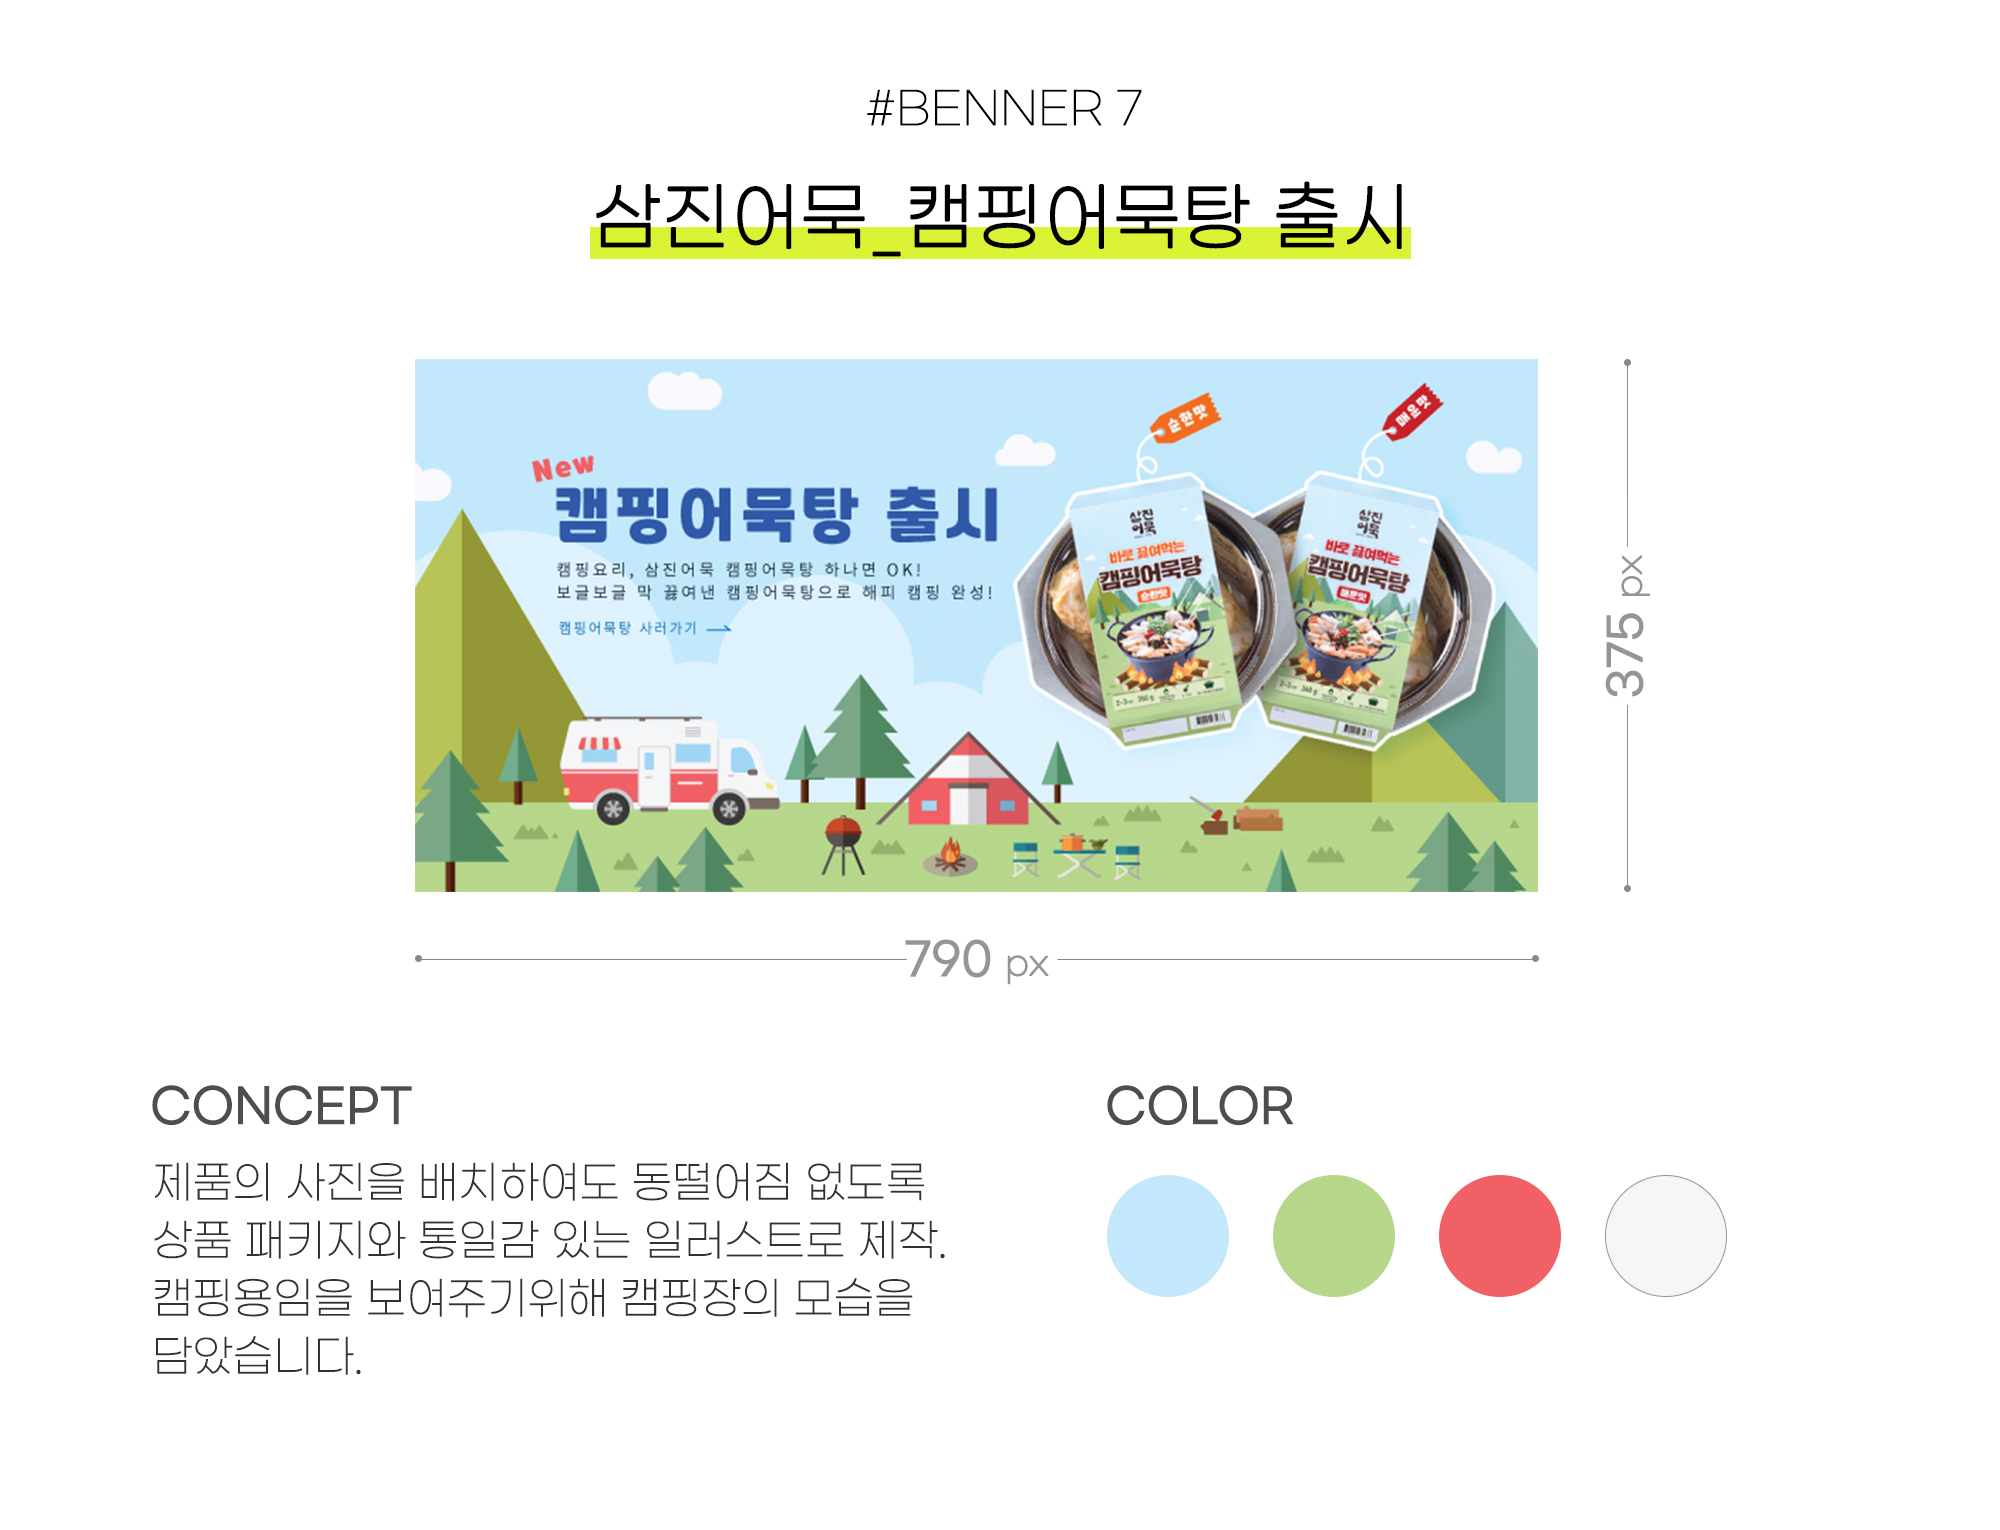 #BENNER 7
삼진어묵_캠핑어묵탕 출시
New
캠핑어묵탕 출시
캠핑요리, 삼진어묵 캠핑어묵탕 하나면 OK!
보글보글 막 끓여낸 캠핑어묵탕으로 해피 캠핑 완성!
캠핑어묵탕 사러가기
순한맛
매운맛
삼진
어묵
바로 끓여먹는
캠핑어묵탕
순한맛
삼진
어묵
바로 끓여먹는
캠핑어묵탕
매운맛
375 px
790 px
CONCEPT
제품의 사진을 배치하여도 동떨어짐 없도록
상품 패키지와 통일감 있는 일러스트로 제작.
캠핑용임을 보여주기위해 캠핑장의 모습을
담았습니다.
COLOR